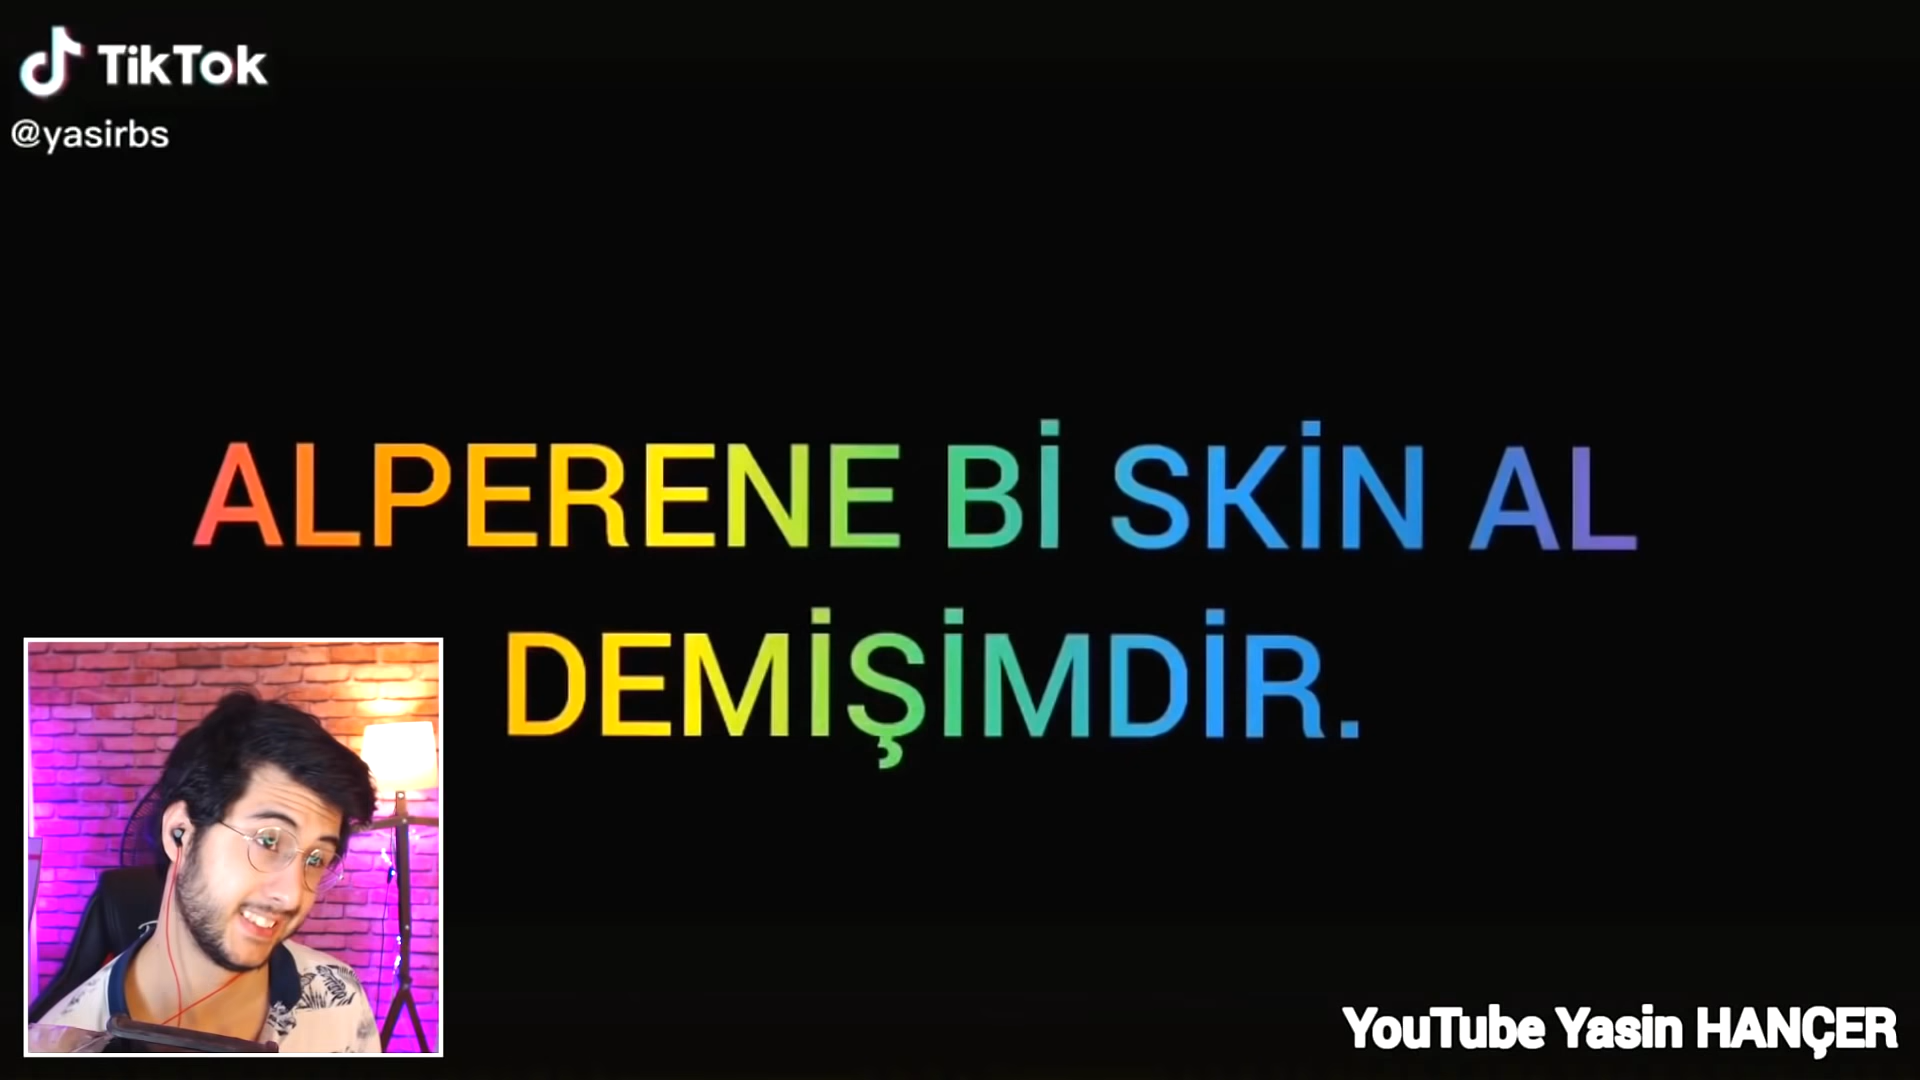 TikTok
@yasirbs
ALPERENE Bİ SKİN AL
DEMİŞİMDİR.
YouTube Yasin HANÇER